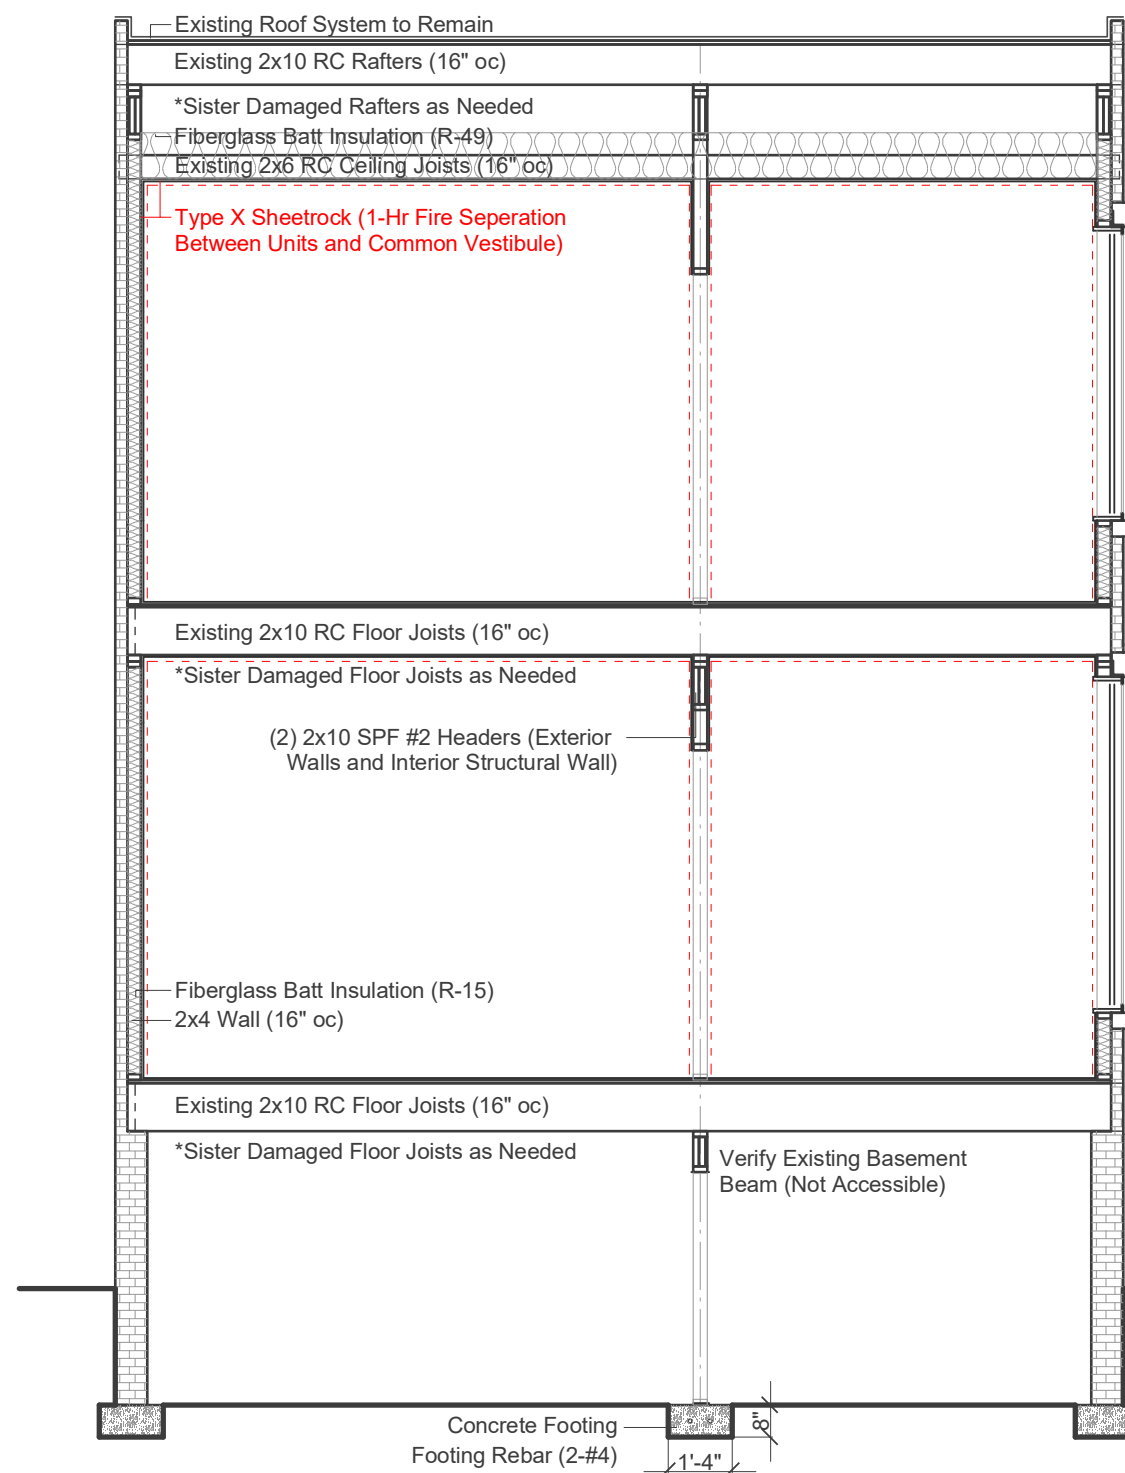 Existing Roof System to Remain
Existing 2x10 RC Rafters (16" oc)
*Sister Damaged Rafters as Needed
Fiberglass Batt Insulation (R-49)
Existing 2x6 RC Ceiling Joists (16" oc)
Type X Sheetrock (1-Hr Fire Seperation
Between Units and Common Vestibule)
Existing 2x10 RC Floor Joists (16" oc)
*Sister Damaged Floor Joists as Needed
(2) 2x10 SPF #2 Headers (Exterior
Walls and Interior Structural Wall)
Fiberglass Batt Insulation (R-15)
2x4 Wall (16" oc)
Existing 2x10 RC Floor Joists (16" oc)
*Sister Damaged Floor Joists as Needed
Verify Existing Basement
Beam (Not Accessible)
Concrete Footing
Footing Rebar (2-#4)
8"
1'-4"